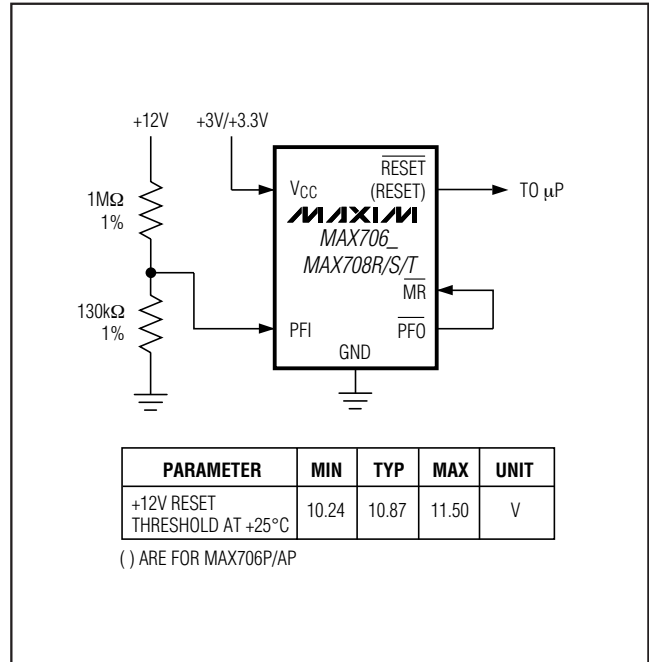 +12V
+3V/+3.3V
1MΩ
1%
130kΩ
1%
VCC
RESET
(RESET)
TO µP
MAXIM
MAX706_
MAX708R/S/T
MR
PFI
PFO
GND
PARAMETER MIN TYP MAX UNIT
+12V RESET
THRESHOLD AT +25°C 10.24 10.87 11.50 V
( ) ARE FOR MAX706P/AP